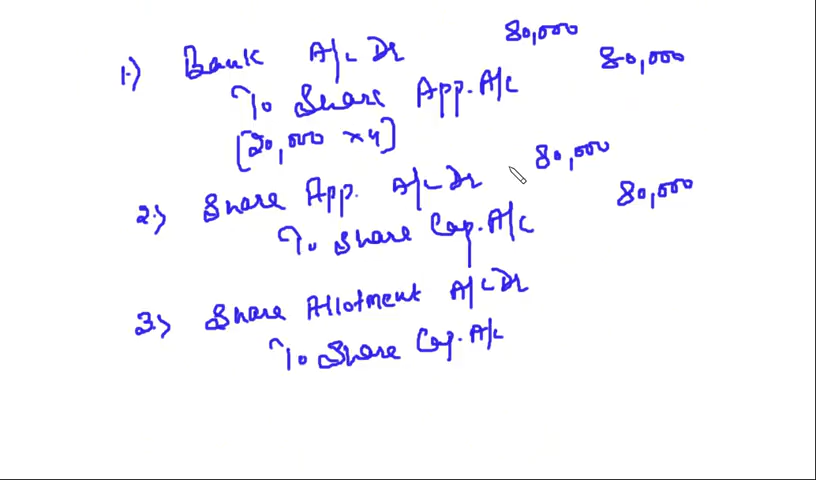 1.) Bank A/c Dr 80,000
To Share App. A/c 80,000
[20,000 x4]
2.) Share App. A/c Dr 80,000
To Share Cap. A/c 80,000
3.) Share Allotment A/c Dr
To Share Cap. A/c